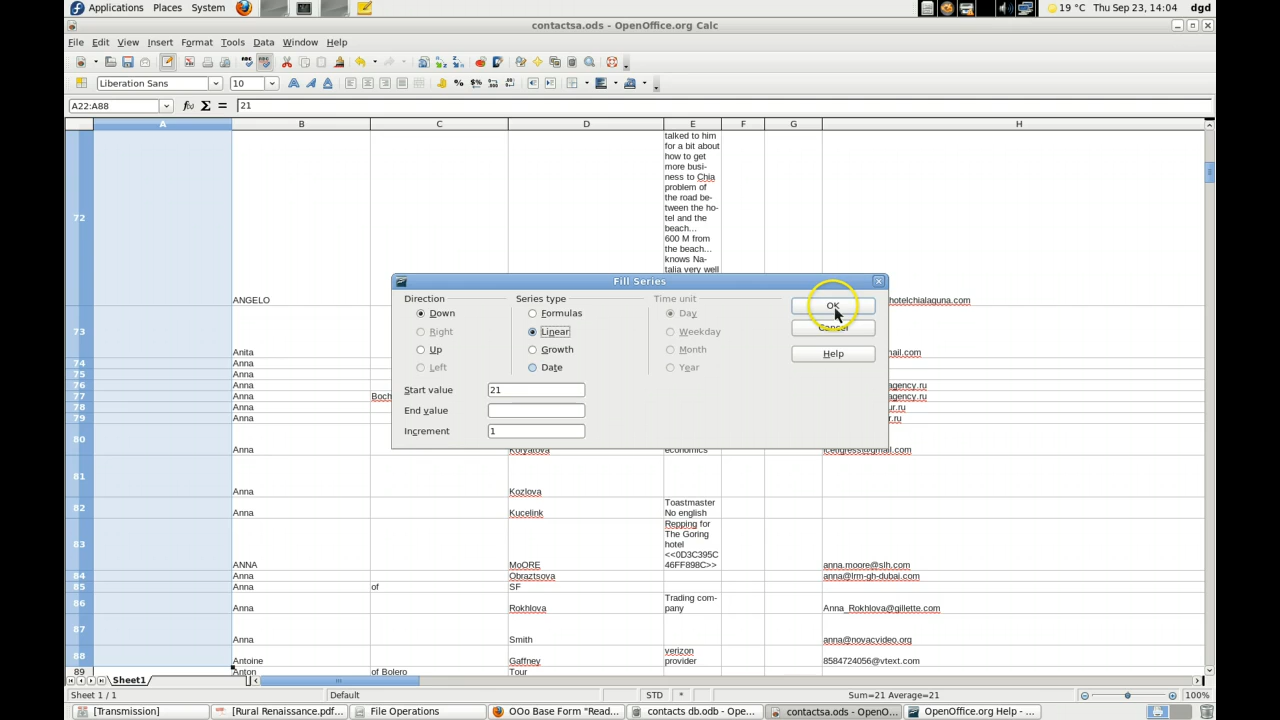 Applications Places System 19 °C Thu Sep 23, 14:04 dgd
contactsa.ods - OpenOffice.org Calc
File Edit View Insert Format Tools Data Window Help
Liberation Sans 10
A22:A88 21
A B C D E F G H
talked to him
for a bit about
how to get
more busi-
ness to Chia
problem of
the road be-
tween the ho-
tel and the
beach...
600 M from
the beach...
knows Na-
talia very well
72 ANGELO hotelchialaguna.com
Fill Series
Direction Series type Time unit
Down Formulas Day OK
Right Linear Weekday Cancel
Up Growth Month Help
Left Date Year
Start value 21
End value
Increment 1
73 Anita mail.com
74 Anna
75 Anna
76 Anna agency.ru
77 Anna Boch agency.ru
78 Anna ur.ru
79 Anna r.ru
80 Anna Koryatova economics icebgress@gmail.com
81 Anna Kozlova
82 Anna Kucelink Toastmaster
No english
83 ANNA MoORE Repping for
The Goring
hotel
<<0D3C395C
46FF898C>> anna.moore@slh.com
84 Anna Obraztsova anna@lrm-gh-dubai.com
85 Anna of SF
86 Anna Rokhlova Trading com-
pany Anna_Rokhlova@gillette.com
87 Anna Smith anna@novacvideo.org
88 Antoine Gaffney verizon
provider 8584724056@vtext.com
89 Anton of Bolero Tour
Sheet1
Sheet 1 / 1 Default STD * Sum=21 Average=21 100%
[Transmission] [Rural Renaissance.pdf... File Operations OOo Base Form "Read... contacts db.odb - Ope... contactsa.ods - OpenO... OpenOffice.org Help - ...